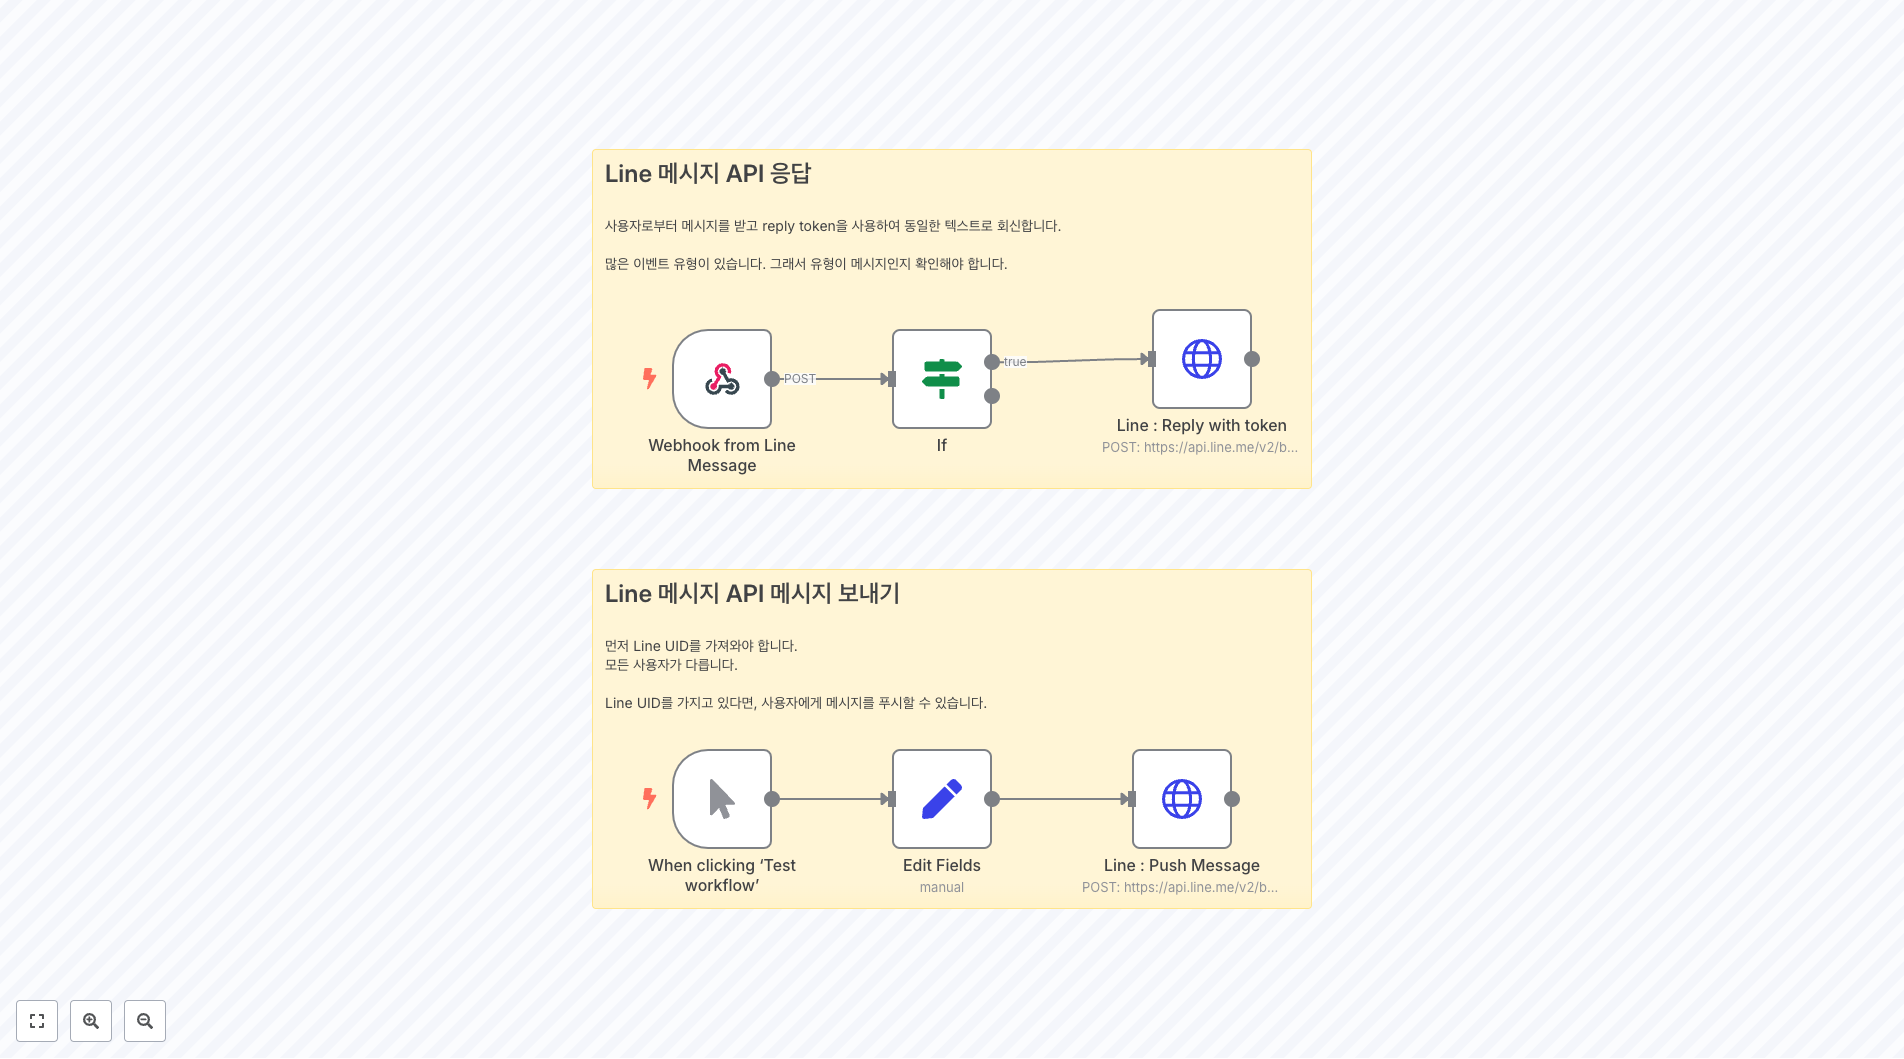 Line 메시지 API 응답
사용자로부터 메시지를 받고 reply token을 사용하여 동일한 텍스트로 회신합니다.
많은 이벤트 유형이 있습니다. 그래서 유형이 메시지인지 확인해야 합니다.
POST
true
Webhook from Line
Message
If
Line : Reply with token
POST: https://api.line.me/v2/b...
Line 메시지 API 메시지 보내기
먼저 Line UID를 가져와야 합니다.
모든 사용자가 다릅니다.
Line UID를 가지고 있다면, 사용자에게 메시지를 푸시할 수 있습니다.
When clicking ‘Test
workflow’
Edit Fields
manual
Line : Push Message
POST: https://api.line.me/v2/b...